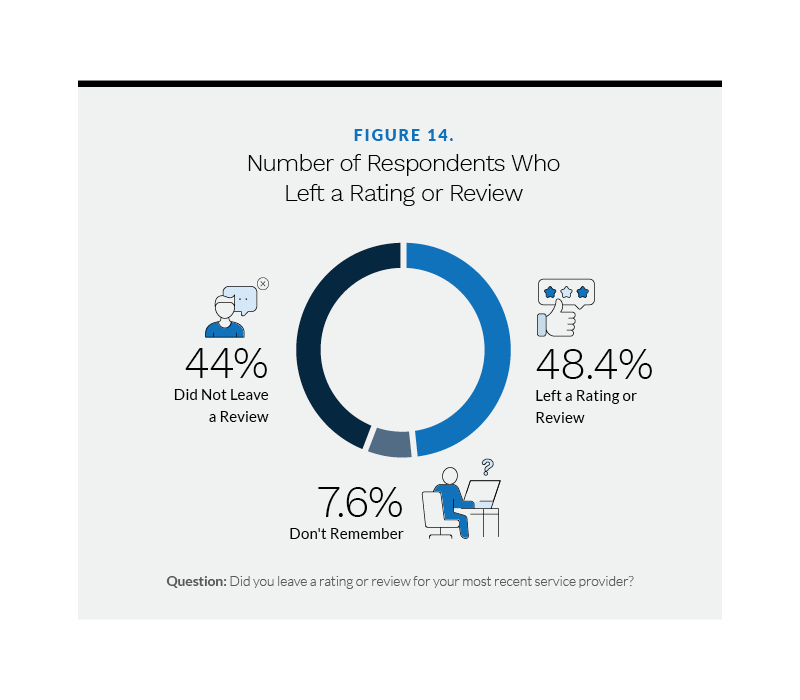 FIGURE 14.
Number of Respondents Who
Left a Rating or Review
44%
Did Not Leave
a Review
48.4%
Left a Rating or
Review
7.6%
Don't Remember
?
Question: Did you leave a rating or review for your most recent service provider?